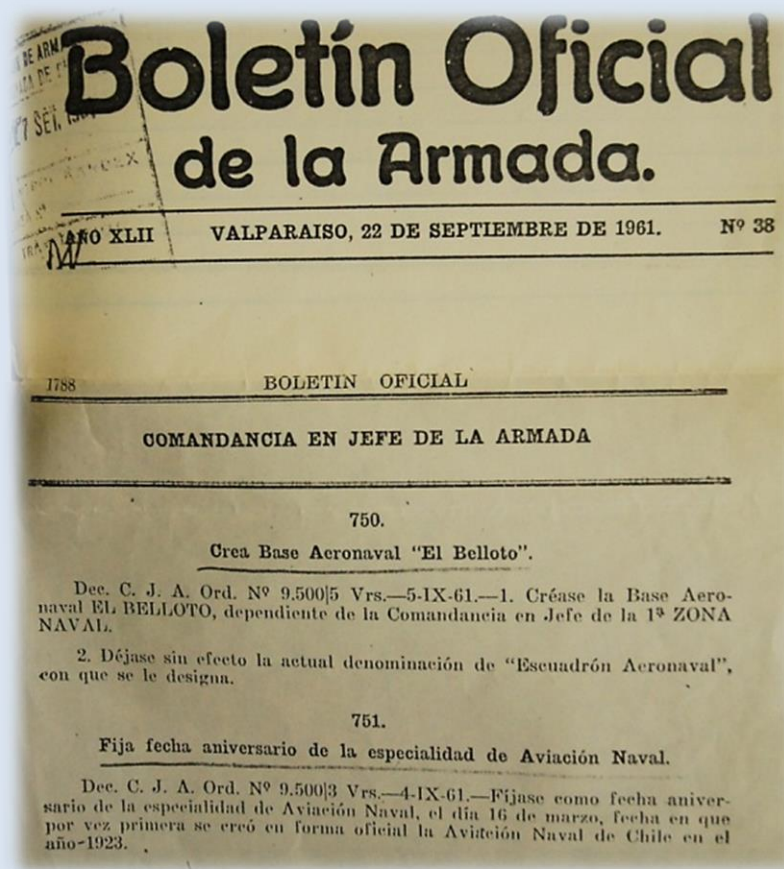 Boletín Oficial
de la Armada.
7 SET.
AÑO XLII VALPARAISO, 22 DE SEPTIEMBRE DE 1961. Nº 38
1788 BOLETIN OFICIAL
COMANDANCIA EN JEFE DE LA ARMADA
750.
Crea Base Aeronaval "El Belloto".
Dec. C. J. A. Ord. Nº 9.500|5 Vrs.—5-IX-61.—1. Créase la Base Aero-
naval EL BELLOTO, dependiente de la Comandancia en Jefe de la 1ª ZONA
NAVAL.
2. Déjase sin efecto la actual denominación de "Escuadrón Aeronaval",
con que se le designa.
751.
Fija fecha aniversario de la especialidad de Aviación Naval.
Dec. C. J. A. Ord. Nº 9.500|3 Vrs.—4-IX-61.—Fíjase como fecha aniver-
sario de la especialidad de Aviación Naval, el día 16 de marzo, fecha en que
por vez primera se creó en forma oficial la Aviación Naval de Chile en el
año-1923.